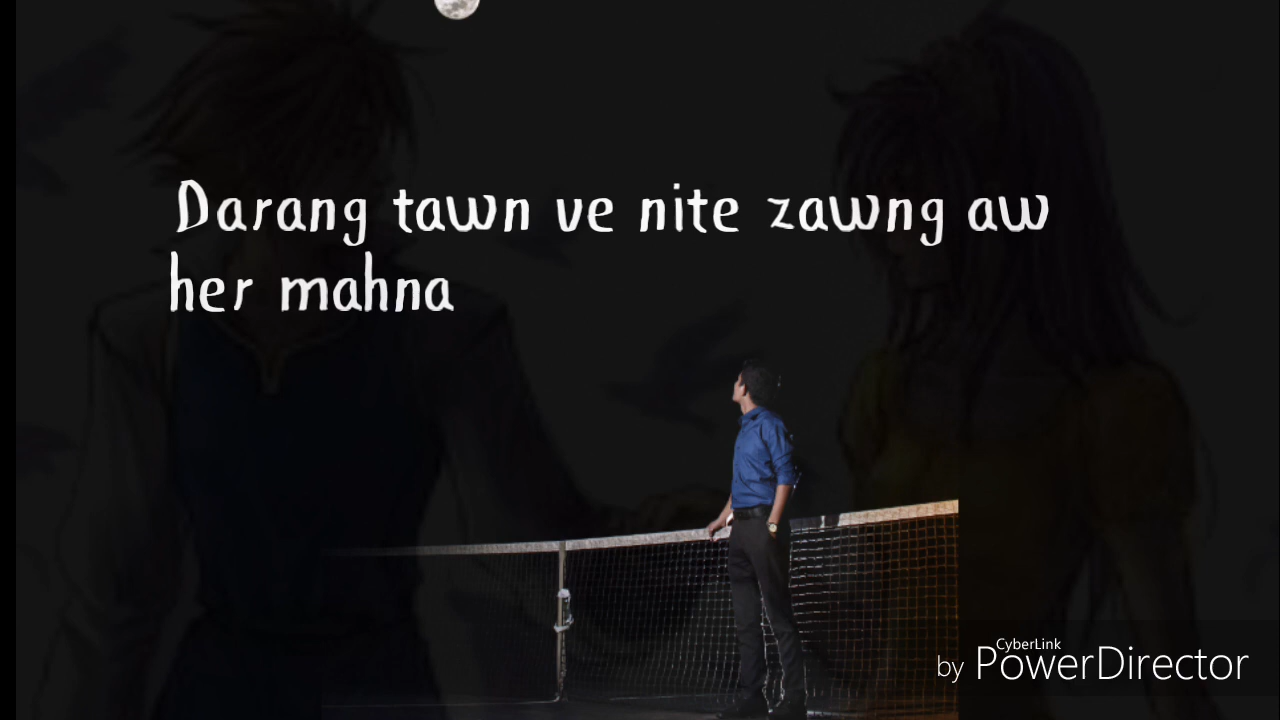 Darang tawn ve nite zawng aw
her mahna
CyberLink
by PowerDirector